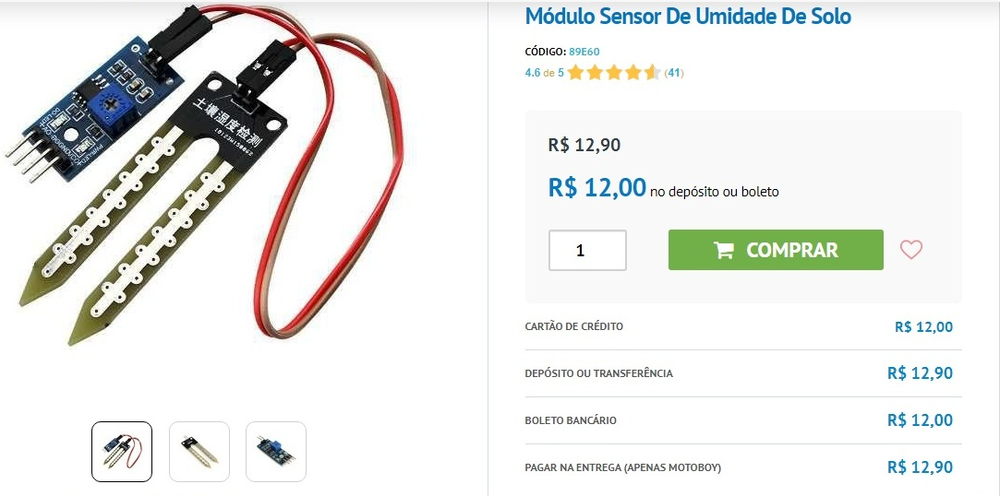 Módulo Sensor De Umidade De Solo
CÓDIGO: 89E60
4.6 de 5 (41)
土壤湿度检测
R$ 12,90
R$ 12,00 no depósito ou boleto
1
COMPRAR
CARTÃO DE CRÉDITO R$ 12,00
DEPÓSITO OU TRANSFERÊNCIA R$ 12,90
BOLETO BANCÁRIO R$ 12,00
PAGAR NA ENTREGA (APENAS MOTOBOY) R$ 12,90